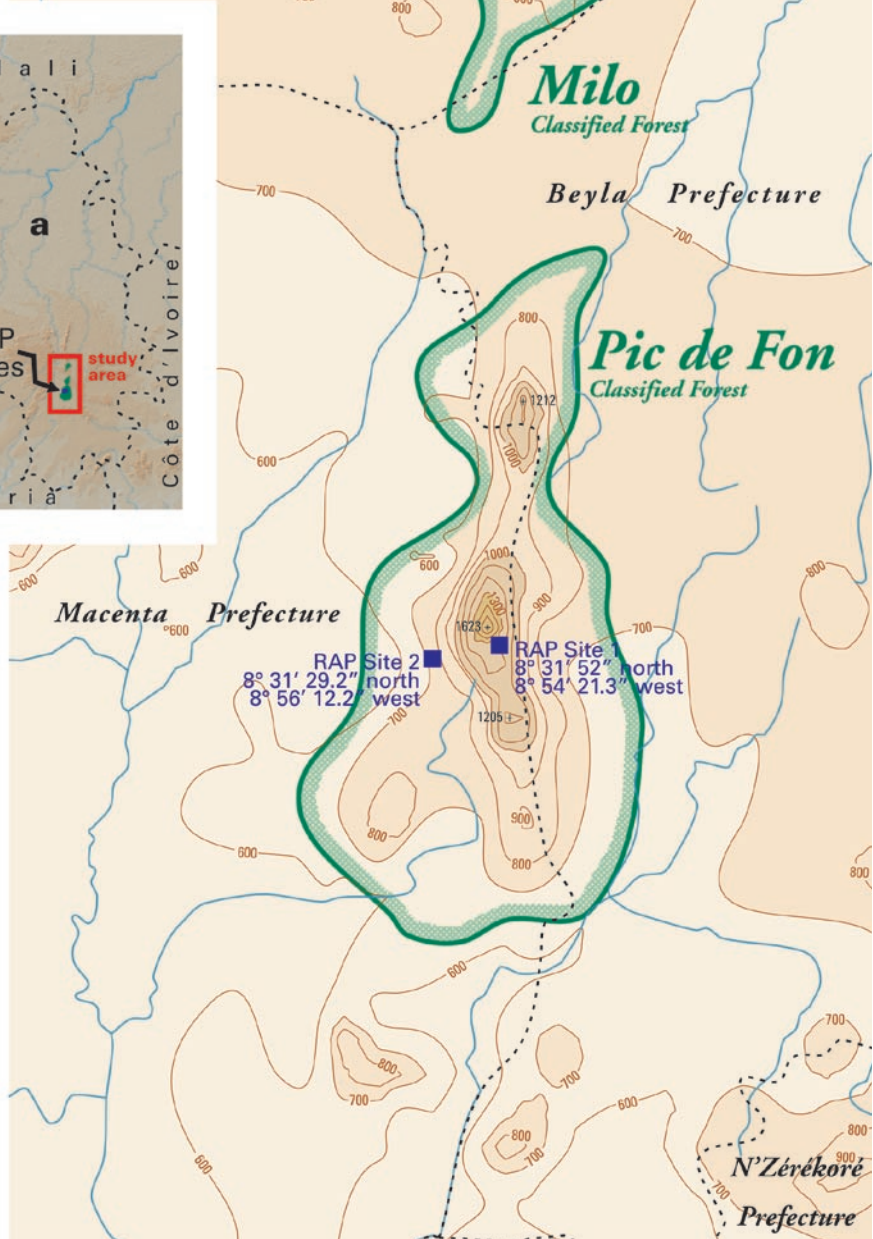 800
a l i
a
P
es
study
area
Côte d'Ivoire
r i a
Milo
Classified Forest
Beyla Prefecture
700
700
Pic de Fon
Classified Forest
800
1212
1000
600
600
600
600
1000
900
1300
1623
800
Macenta Prefecture
600
700
RAP Site 2
8° 31′ 29.2″ north
8° 56′ 12.2″ west
RAP Site 1
8° 31′ 52″ north
8° 54′ 21.3″ west
700
1205
800
900
600
800
800
600
700
800
700
700
600
800
700
600
800
900
700
N'Zérékoré
Prefecture